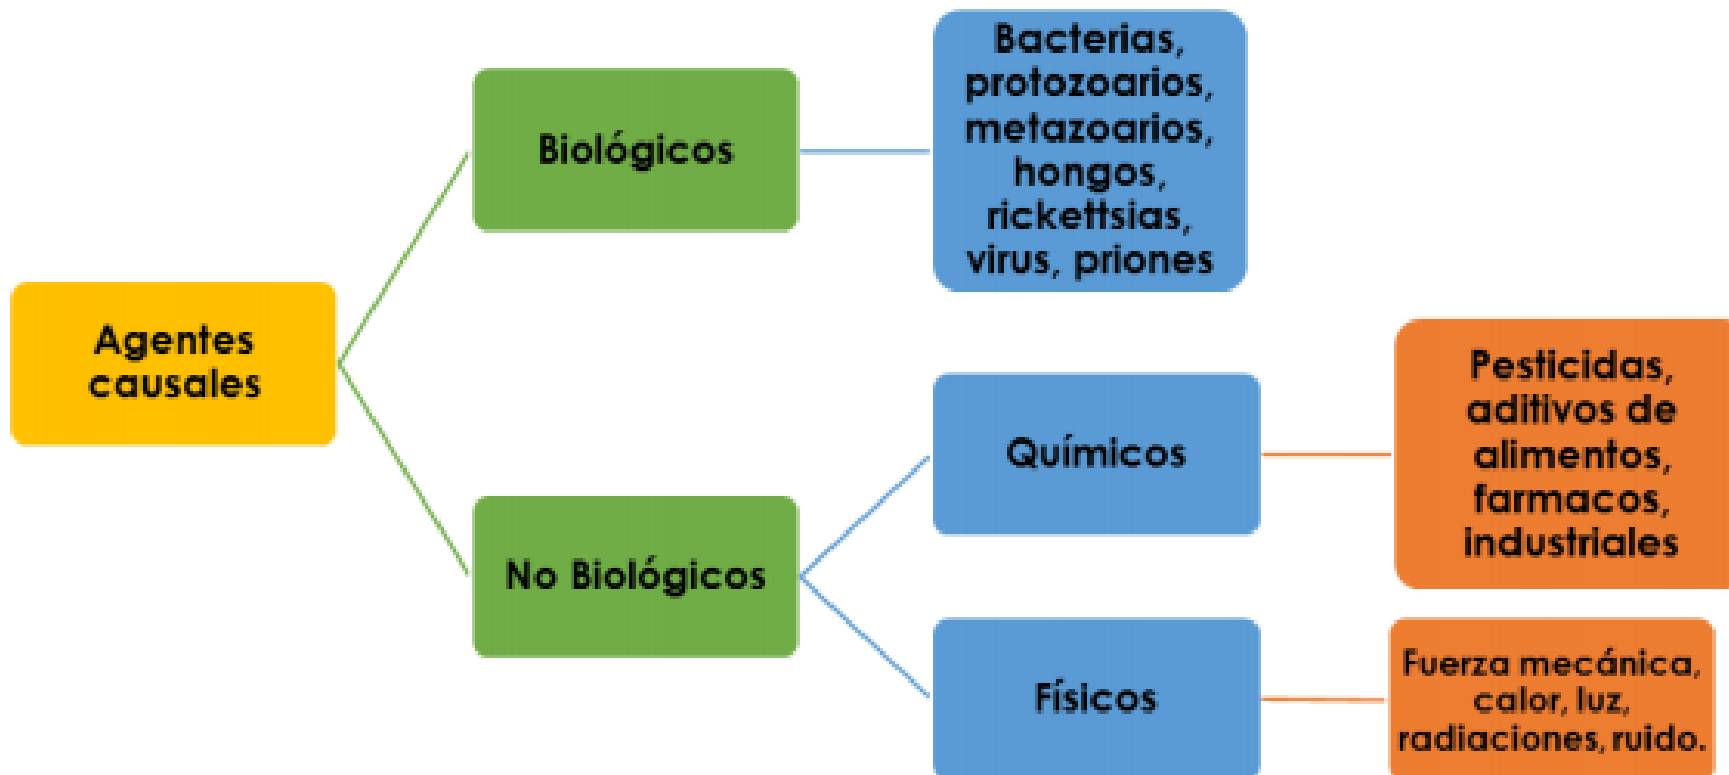 Agentes
causales
Biológicos
Bacterias,
protozoarios,
metazoarios,
hongos,
rickettsias,
virus, priones
No Biológicos
Químicos
Pesticidas,
aditivos de
alimentos,
farmacos,
industriales
Físicos
Fuerza mecánica,
calor, luz,
radiaciones, ruido.